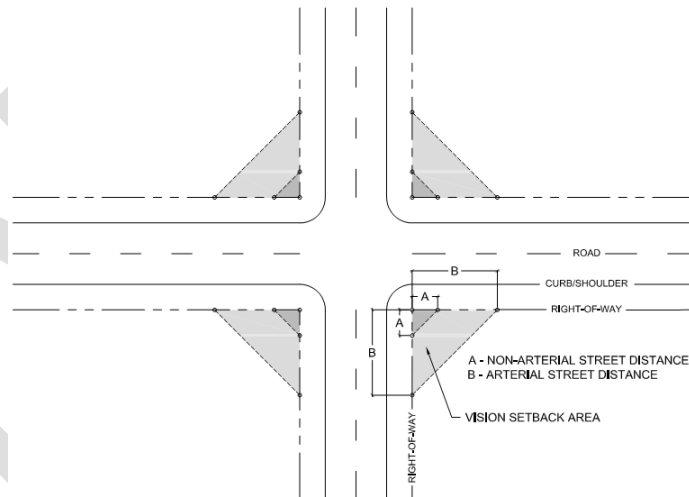 ROAD
B
CURB/SHOULDER
A
RIGHT-OF-WAY
A
B
A - NON-ARTERIAL STREET DISTANCE
B - ARTERIAL STREET DISTANCE
VISION SETBACK AREA
RIGHT-OF-WAY